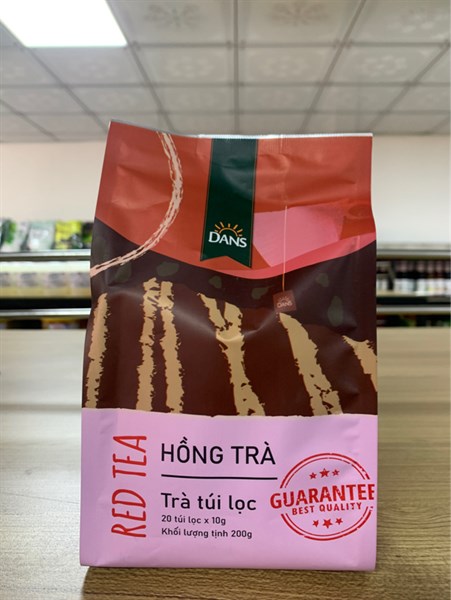 DANS
RED TEA
HỒNG TRÀ
Trà túi lọc
20 túi lọc x 10g
Khối lượng tịnh 200g
GUARANTEE
BEST QUALITY